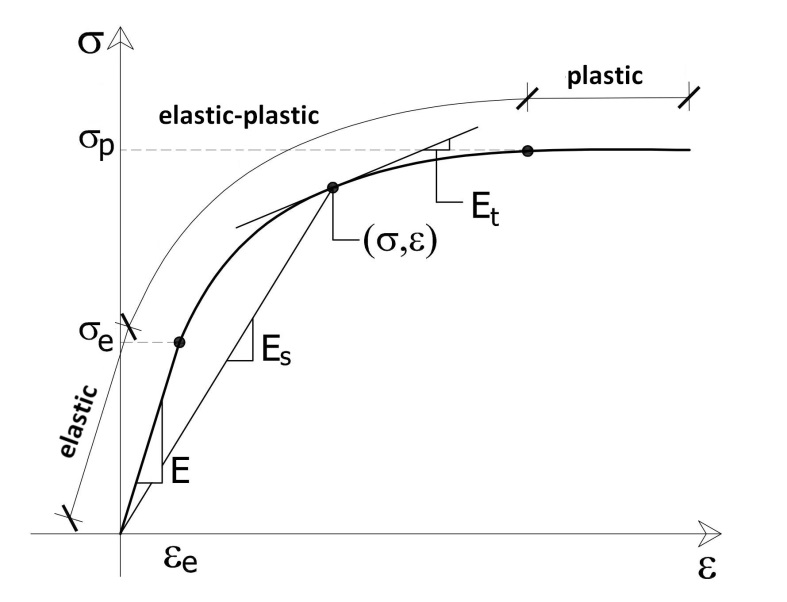 σ
plastic
elastic-plastic
σp
Et
(σ,ε)
σe
Es
elastic
E
εe
ε